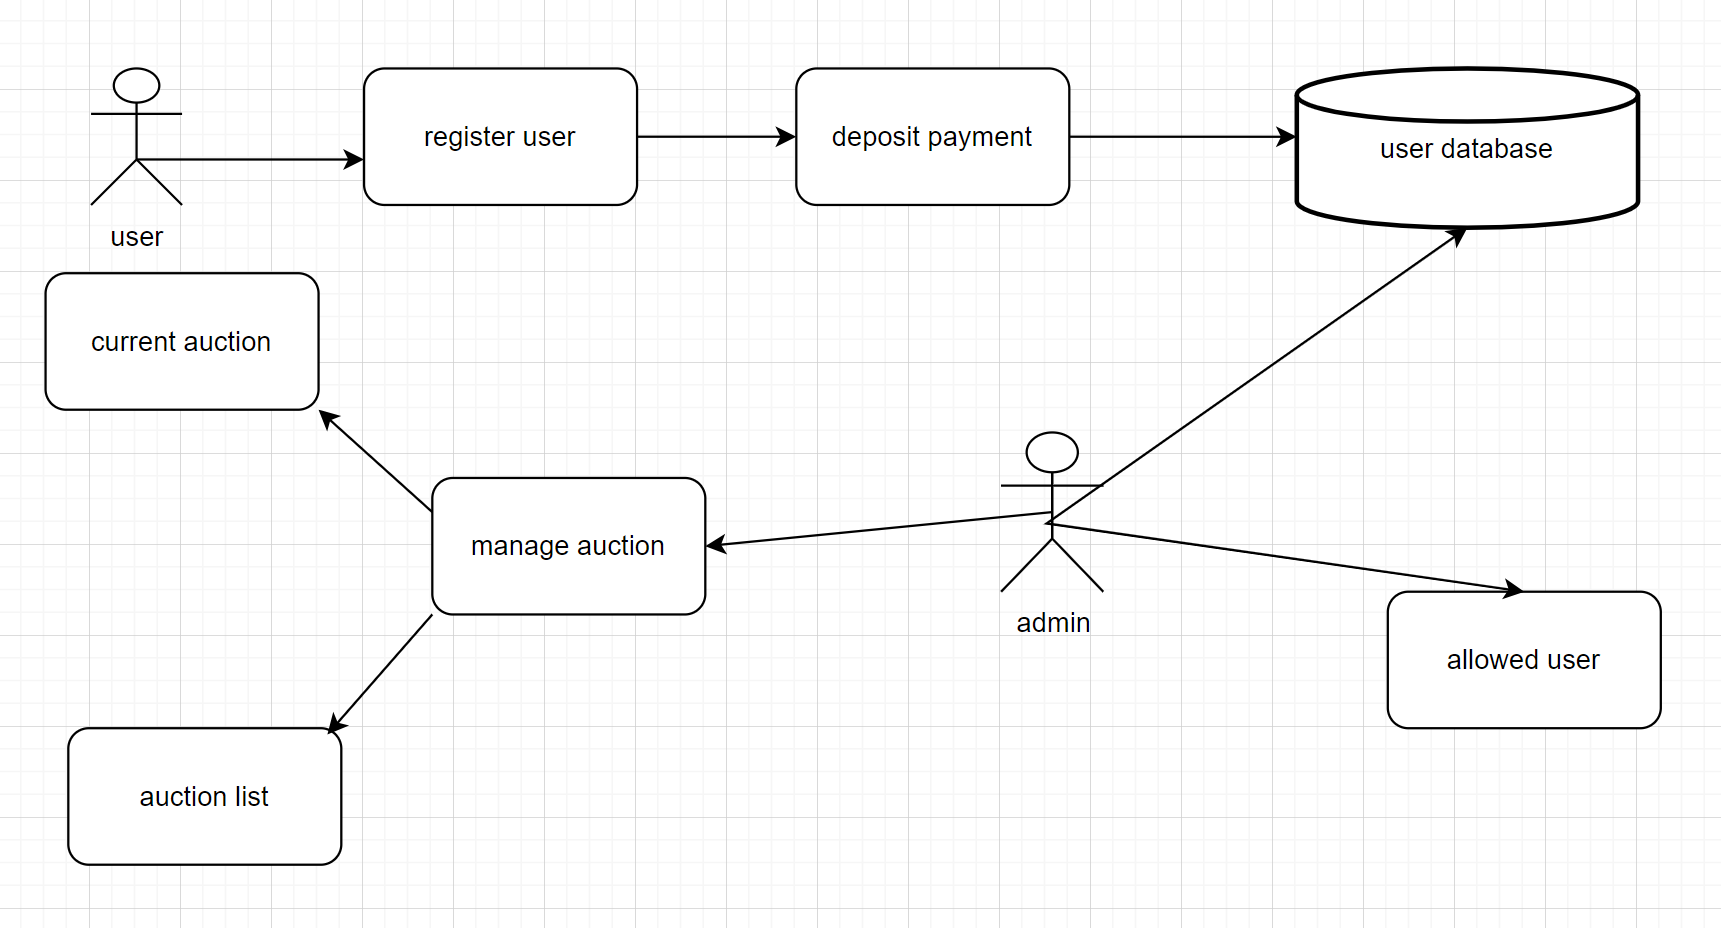 register user
deposit payment
user database
user
current auction
manage auction
admin
allowed user
auction list